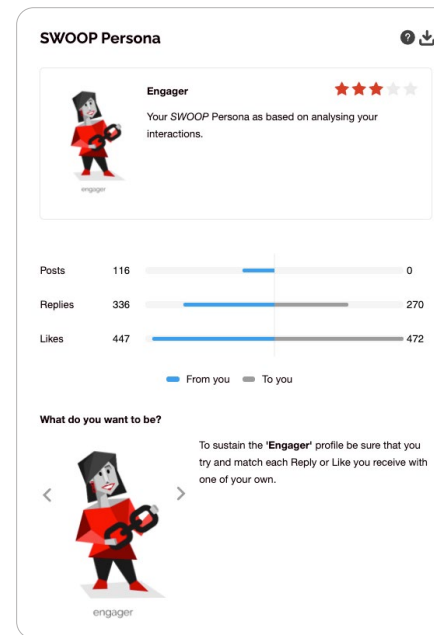 SWOOP Persona
?
Engager
Your SWOOP Persona as based on analysing your
interactions.
engager
Posts 116 0
Replies 336 270
Likes 447 472
From you To you
What do you want to be?
To sustain the 'Engager' profile be sure that you
try and match each Reply or Like you receive with
one of your own.
engager